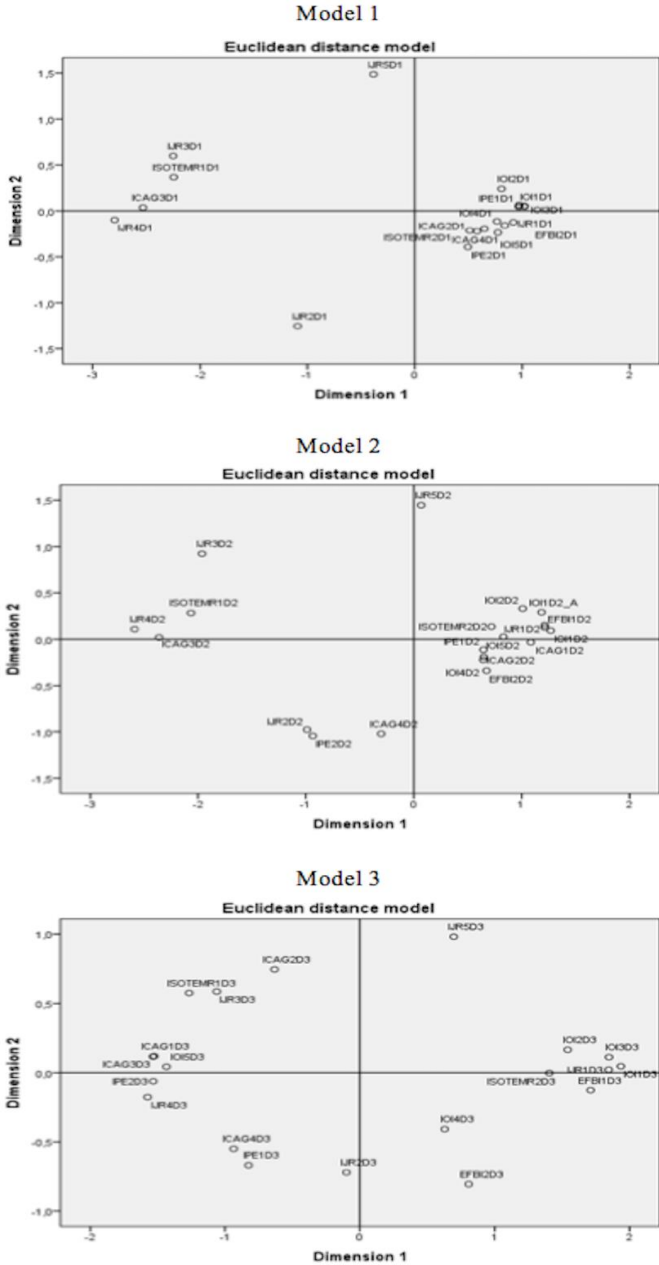 Model 1
Euclidean distance model
IJR5D1
1,5
1,0
IJR3D1
ISOTEMR1D1
0,5
IOI2D1
IPE1D1 IOI1D1
ICAG3D1
IOI3D1
0,0
IJR4D1
IOI4D1
ICAG2D1 IJR1D1
ISOTEMR2D1 ICAG4D1 EFBI2D1
IOI5D1
IPE2D1
-0,5
-1,0
IJR2D1
-1,5
Dimension 2
-3 -2 -1 0 1 2
Dimension 1
Model 2
Euclidean distance model
IJR5D2
1,5
1,0
IJR3D2
0,5
ISOTEMR1D2
IOI2D2 IOI1D2_A
IJR4D2
ISOTEMR2D2 IJR1D2 EFBI1D2
0,0
ICAG3D2
IPE1D2 IOI5D2 IOI1D2
ICAG2D2 ICAG1D2
IOI4D2 EFBI2D2
-0,5
IJR2D2 ICAG4D2
-1,0
IPE2D2
-1,5
Dimension 2
-3 -2 -1 0 1 2
Dimension 1
Model 3
Euclidean distance model
IJR5D3
1,0
ICAG2D3
ISOTEMR1D3
IJR3D3
0,5
ICAG1D3
ICAG3D3 IOI5D3
IOI2D3 IOI3D3
IJR1D3 IOI1D3
0,0
IPE2D3
ISOTEMR2D3 EFBI1D3
IJR4D3
IOI4D3
ICAG4D3
-0,5
IPE1D3 IJR2D3
EFBI2D3
-1,0
Dimension 2
-2 -1 0 1 2
Dimension 1